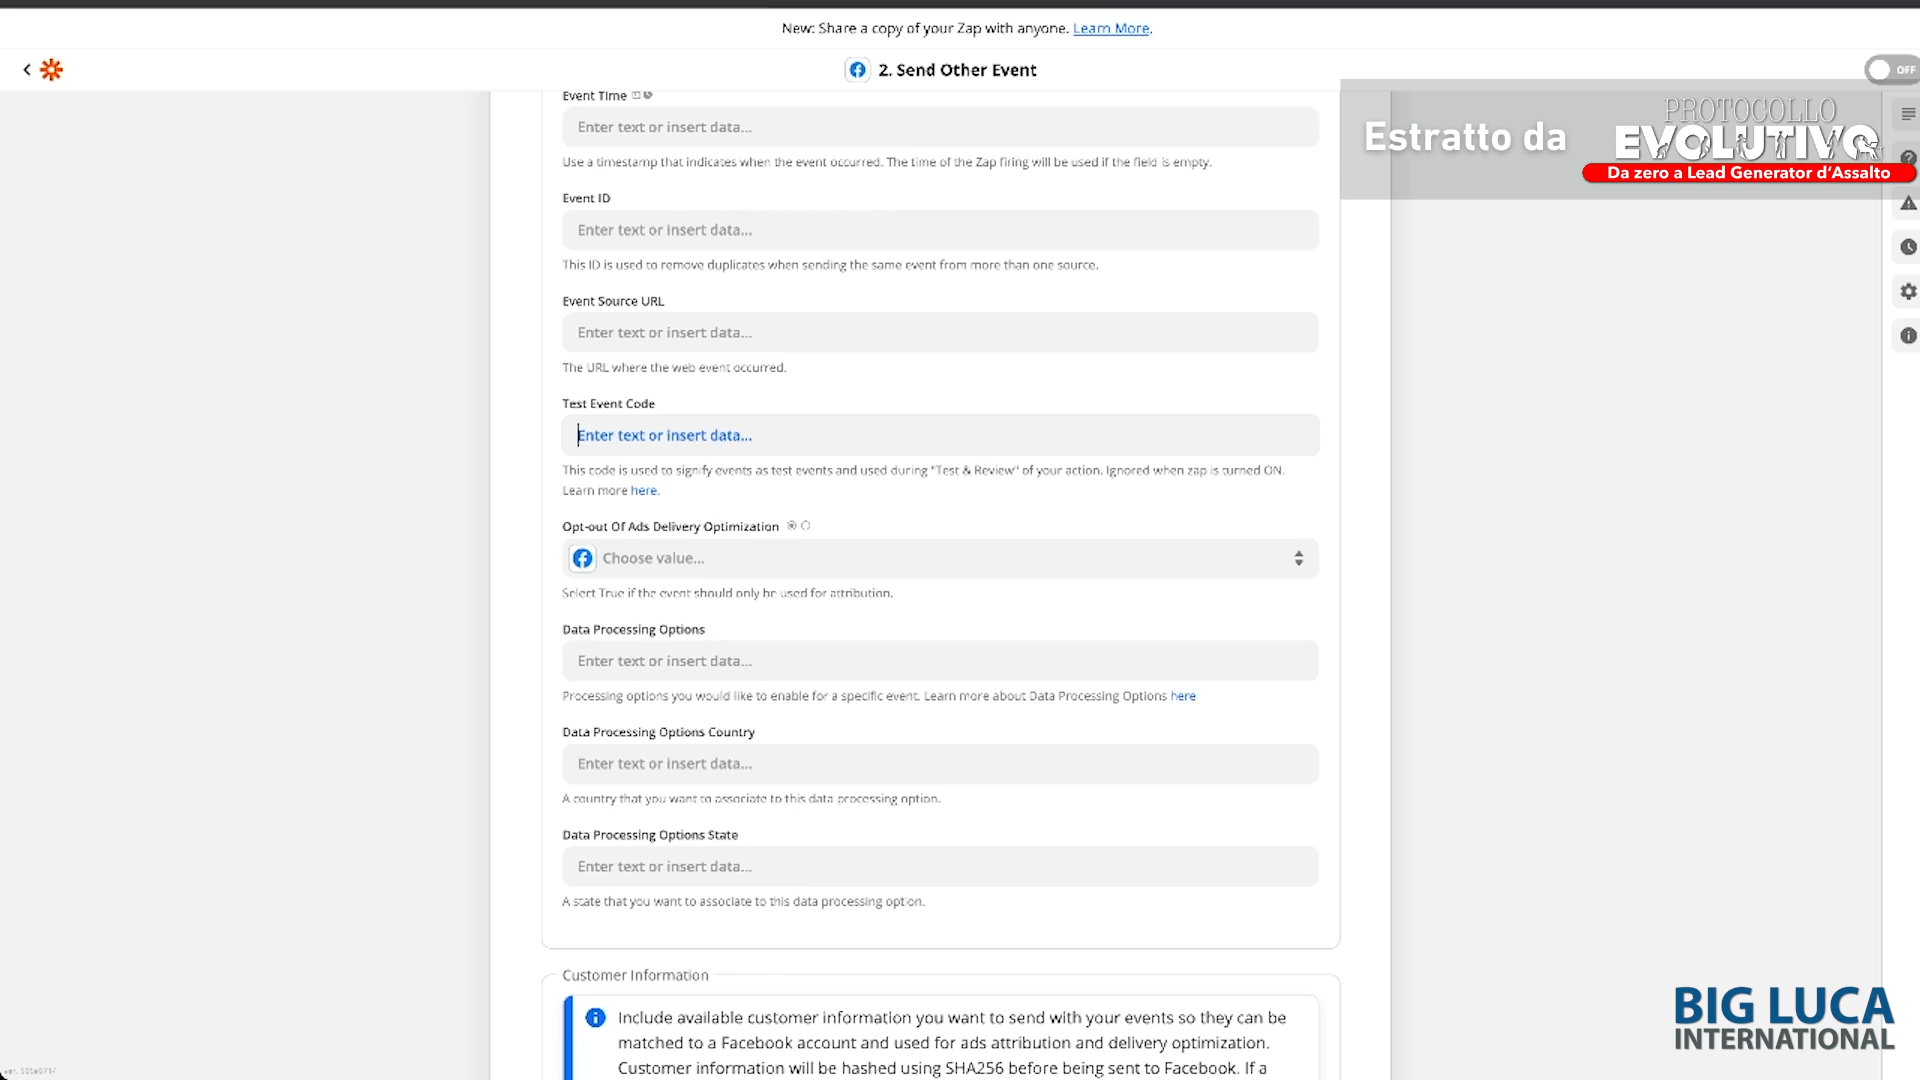 New: Share a copy of your Zap with anyone. Learn More.
2. Send Other Event
OFF
Estratto da
PROTOCOLLO
EVOLUTIVO
Da zero a Lead Generator d'Assalto
Event Time
Enter text or insert data...
Use a timestamp that indicates when the event occurred. The time of the Zap firing will be used if the field is empty.
Event ID
Enter text or insert data...
This ID is used to remove duplicates when sending the same event from more than one source.
Event Source URL
Enter text or insert data...
The URL where the web event occurred.
Test Event Code
Enter text or insert data...
This code is used to signify events as test events and used during "Test & Review" of your action. Ignored when zap is turned ON.
Learn more here.
Opt-out Of Ads Delivery Optimization
Choose value...
Select True if the event should only be used for attribution.
Data Processing Options
Enter text or insert data...
Processing options you would like to enable for a specific event. Learn more about Data Processing Options here
Data Processing Options Country
Enter text or insert data...
A country that you want to associate to this data processing option.
Data Processing Options State
Enter text or insert data...
A state that you want to associate to this data processing option.
Customer Information
Include available customer information you want to send with your events so they can be
matched to a Facebook account and used for ads attribution and delivery optimization.
Customer information will be hashed using SHA256 before being sent to Facebook. If a
BIG LUCA
INTERNATIONAL